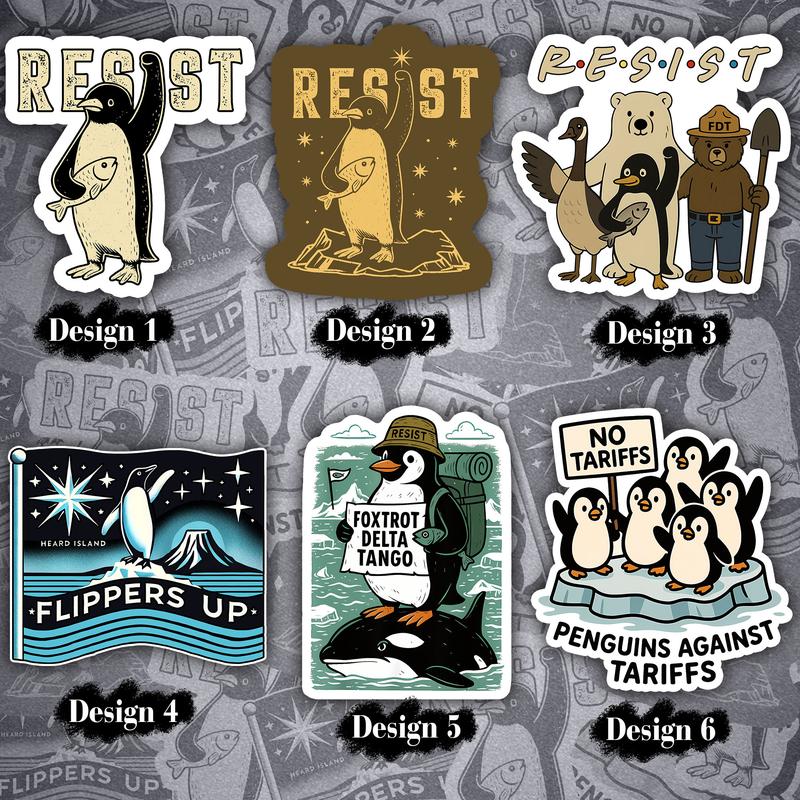 RESIST
RESIST
R•E•S•I•S•T
FDT
Design 1
Design 2
Design 3
HEARD ISLAND
FLIPPERS UP
Design 4
RESIST
FOXTROT
DELTA
TANGO
Design 5
NO
TARIFFS
PENGUINS AGAINST
TARIFFS
Design 6